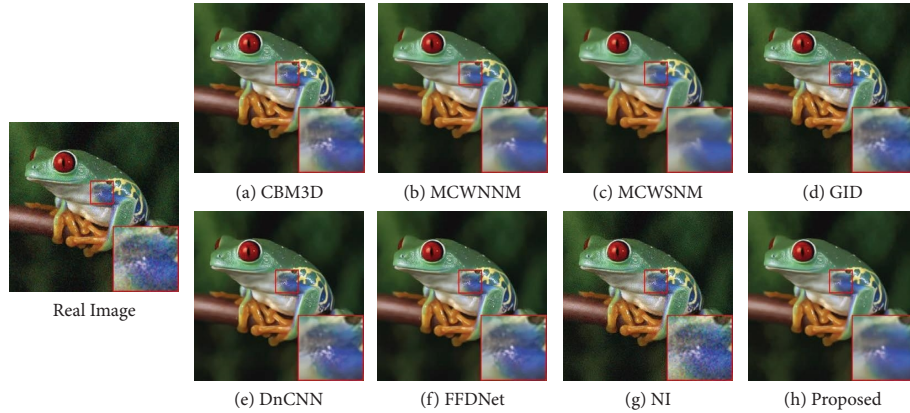 (a) CBM3D
(b) MCWNNM
(c) MCWSNM
(d) GID
Real Image
(e) DnCNN
(f) FFDNet
(g) NI
(h) Proposed